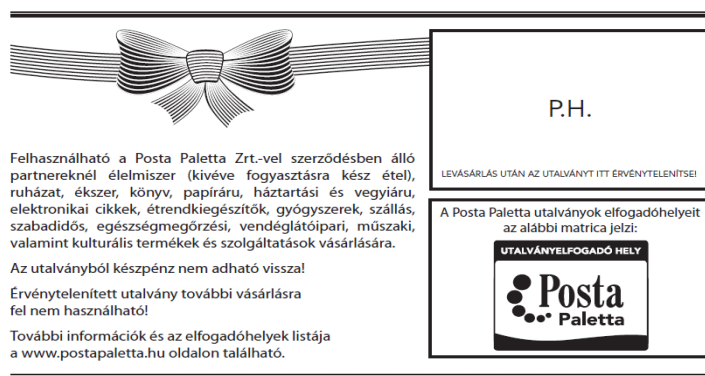 Felhasználható a Posta Paletta Zrt.-vel szerződésben álló
partnereknél élelmiszer (kivéve fogyasztásra kész étel),
ruházat, ékszer, könyv, papíráru, háztartási és vegyiáru,
elektronikai cikkek, étrendkiegészítők, gyógyszerek, szállás,
szabadidős, egészségmegőrzési, vendéglátóipari, műszaki,
valamint kulturális termékek és szolgáltatások vásárlására.
Az utalványból készpénz nem adható vissza!
Érvénytelenített utalvány további vásárlásra
fel nem használható!
További információk és az elfogadóhelyek listája
a www.postapaletta.hu oldalon található.
P.H.
LEVÁSÁRLÁS UTÁN AZ UTALVÁNYT ITT ÉRVÉNYTELENÍTSE!
A Posta Paletta utalványok elfogadóhelyeit
az alábbi matrica jelzi:
UTALVÁNYELFOGADÓ HELY
Posta
Paletta